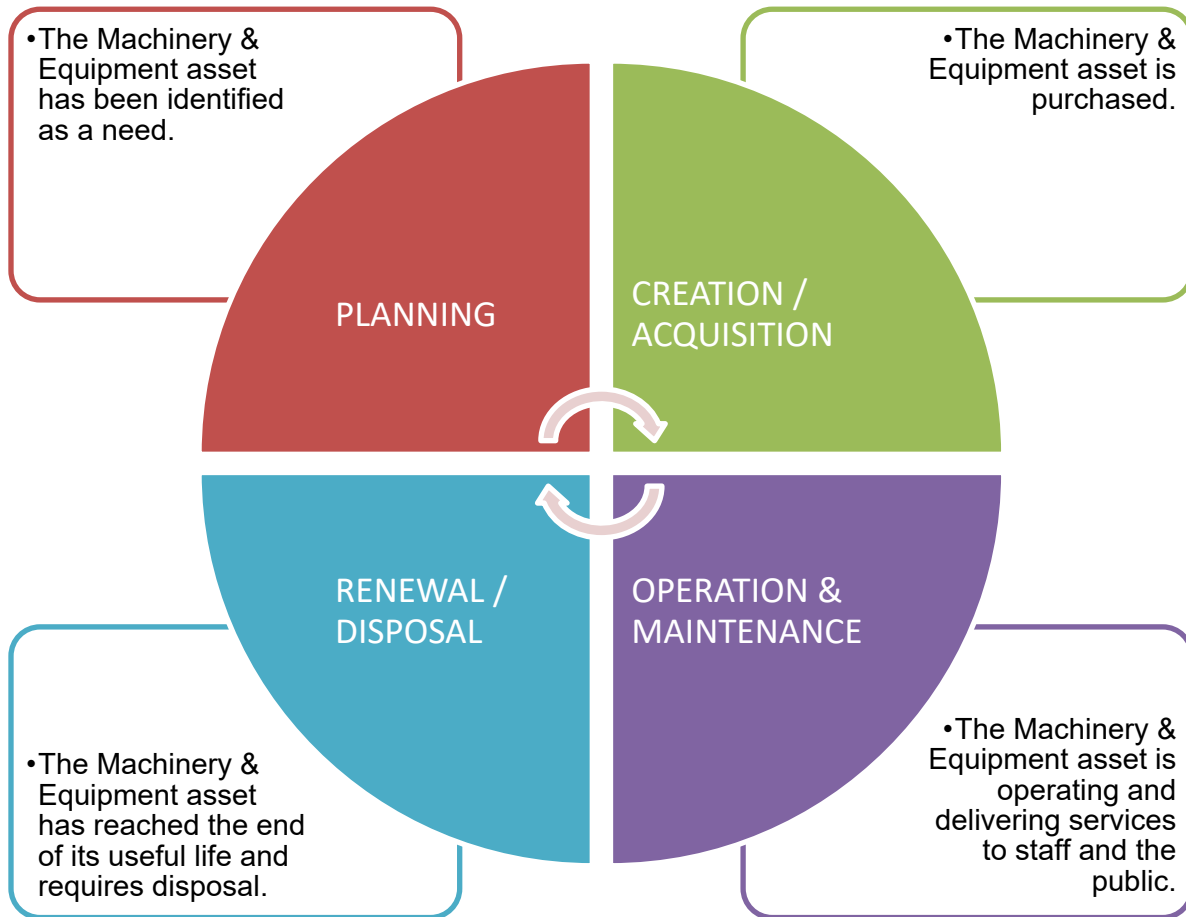 •The Machinery &
Equipment asset
has been identified
as a need.
•The Machinery &
Equipment asset is
purchased.
PLANNING
CREATION /
ACQUISITION
RENEWAL /
DISPOSAL
OPERATION &
MAINTENANCE
•The Machinery &
Equipment asset
has reached the end
of its useful life and
requires disposal.
•The Machinery &
Equipment asset is
operating and
delivering services
to staff and the
public.